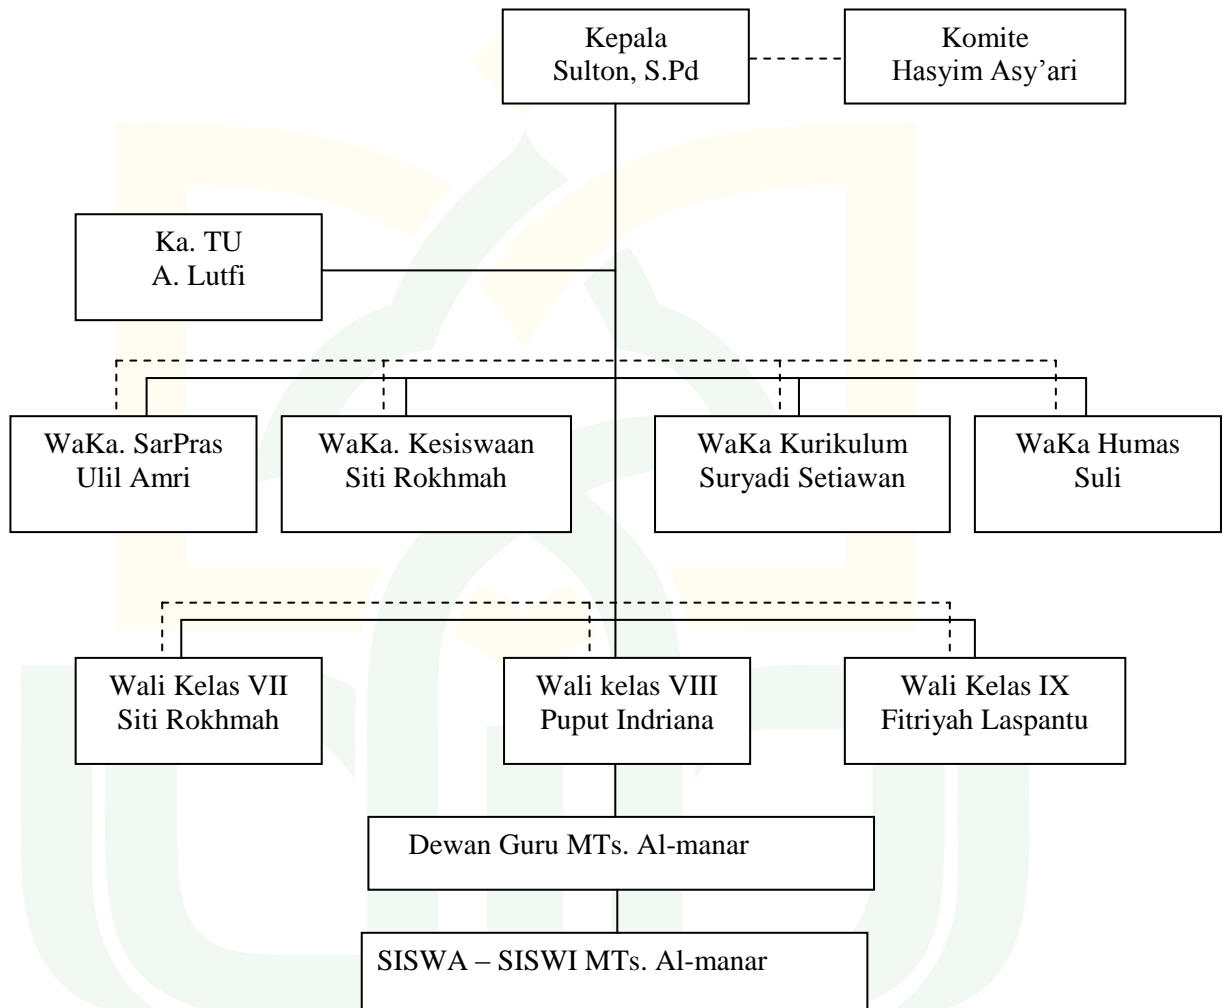 Kepala
Sulton, S.Pd
Komite
Hasyim Asy’ari
Ka. TU
A. Lutfi
WaKa. SarPras
Ulil Amri
WaKa. Kesiswaan
Siti Rokhmah
WaKa Kurikulum
Suryadi Setiawan
WaKa Humas
Suli
Wali Kelas VII
Siti Rokhmah
Wali kelas VIII
Puput Indriana
Wali Kelas IX
Fitriyah Laspantu
Dewan Guru MTs. Al-manar
SISWA – SISWI MTs. Al-manar